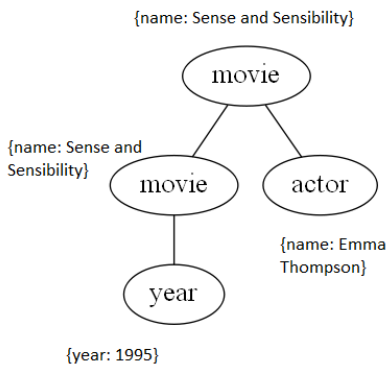 {name: Sense and Sensibility}
movie
{name: Sense and
Sensibility}
movie
actor
{name: Emma
Thompson}
year
{year: 1995}